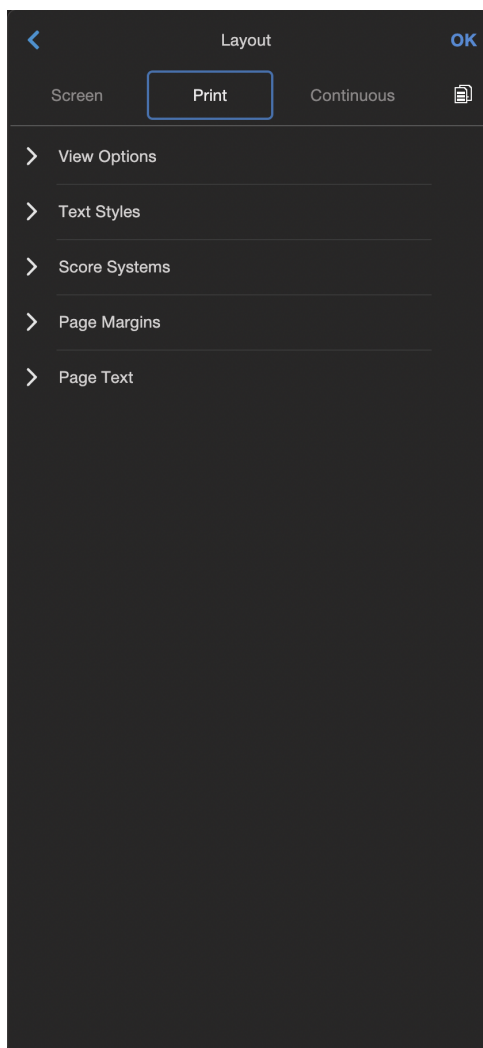 Layout OK
Screen Print Continuous
View Options
Text Styles
Score Systems
Page Margins
Page Text